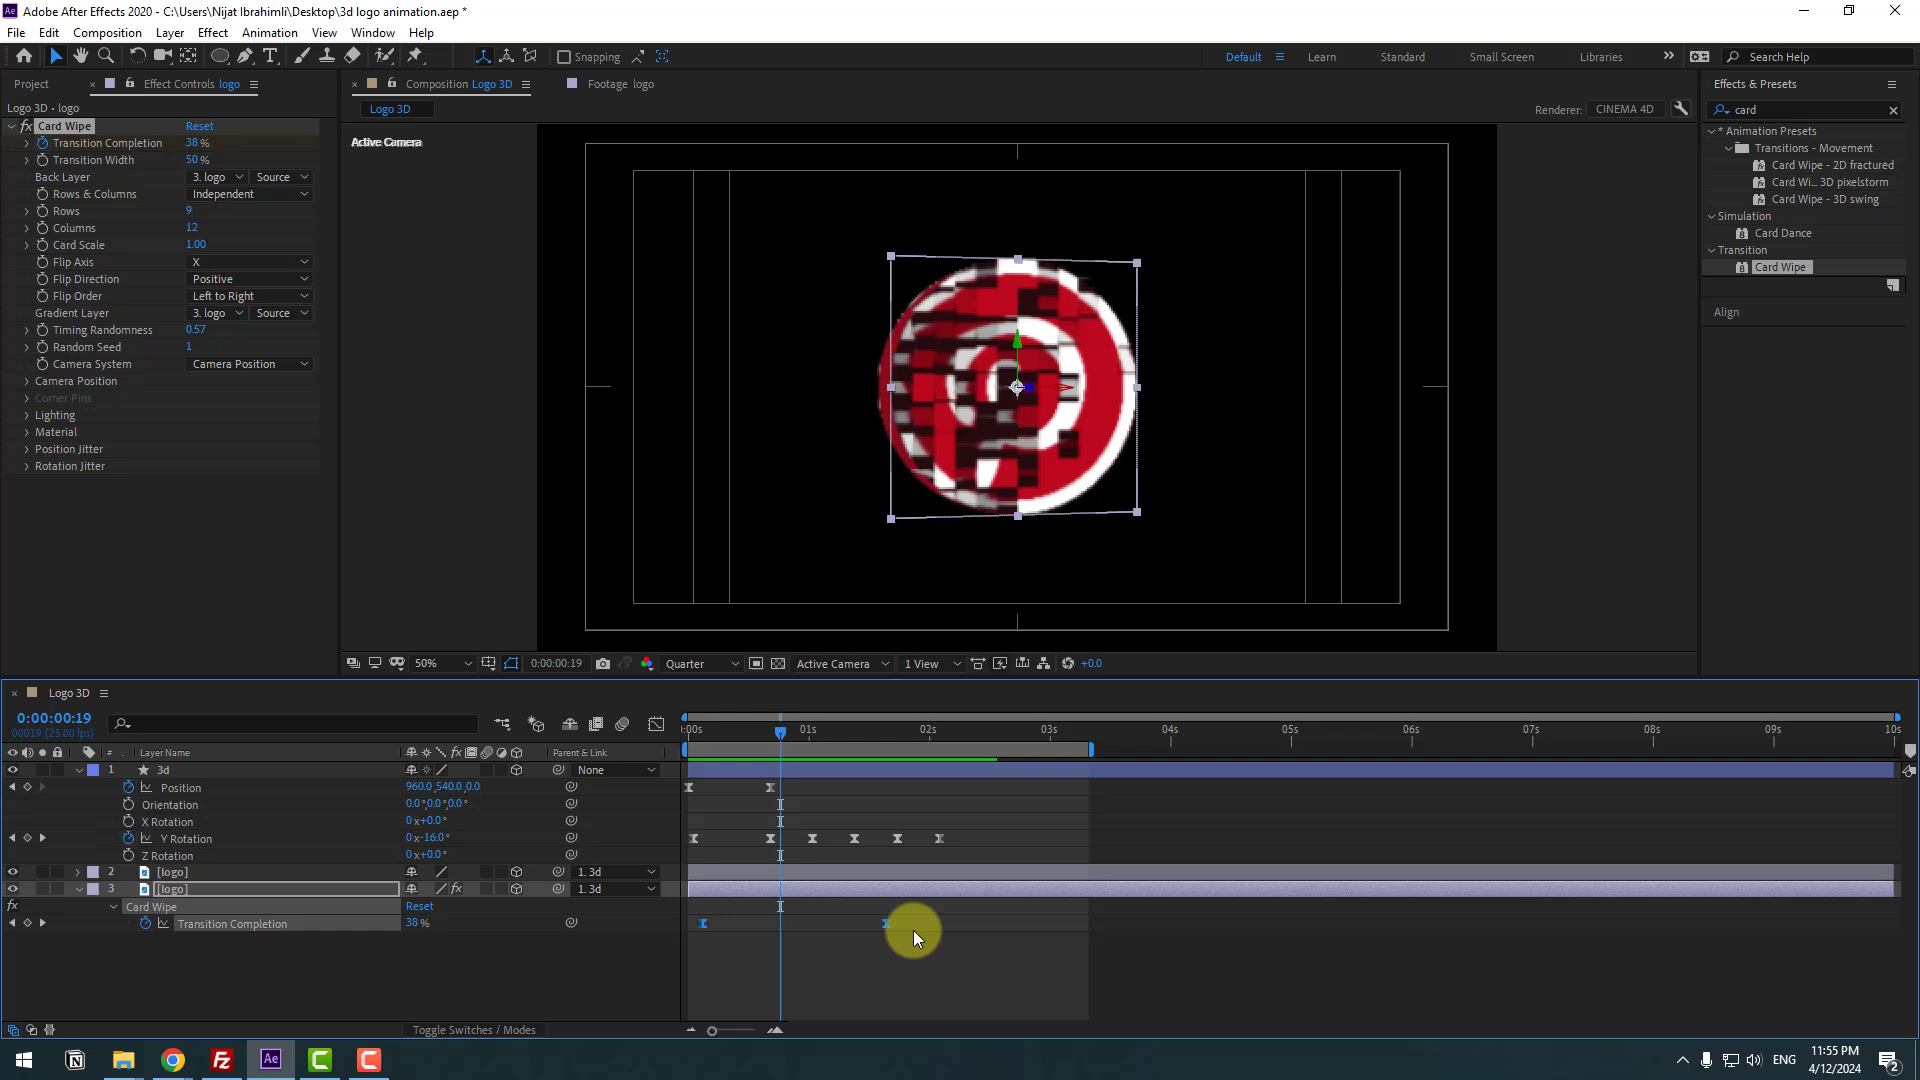 Adobe After Effects 2020 - C:\Users\Nijat Ibrahimli\Desktop\3d logo animation.aep *
File Edit Composition Layer Effect Animation View Window Help
Snapping
Default Learn Standard Small Screen Libraries Search Help
Project Effect Controls logo Composition Logo 3D Footage logo Effects & Presets
Logo 3D • logo Logo 3D Renderer: CINEMA 4D card
Card Wipe Reset
Transition Completion 38 %
Transition Width 50 %
Back Layer 3. logo Source
Rows & Columns Independent
Rows 9
Columns 12
Card Scale 1.00
Flip Axis X
Flip Direction Positive
Flip Order Left to Right
Gradient Layer 3. logo Source
Timing Randomness 0.57
Random Seed 1
Camera System Camera Position
Camera Position
Corner Pins
Lighting
Material
Position Jitter
Rotation Jitter
Active Camera
* Animation Presets
Transitions - Movement
Card Wipe - 2D fractured
Card Wi... 3D pixelstorm
Card Wipe - 3D swing
Simulation
Card Dance
Transition
Card Wipe
Align
50% 0:00:00:19 Quarter Active Camera 1 View +0.0
Logo 3D
0:00:00:19
00019 (25.00 fps)
:00s 01s 02s 03s 04s 05s 06s 07s 08s 09s 10s
# Layer Name Parent & Link
1 3d None
Position 960.0,540.0,0.0
Orientation 0.0°,0.0°,0.0°
X Rotation 0x+0.0°
Y Rotation 0x-16.0°
Z Rotation 0x+0.0°
2 [logo] 1. 3d
3 [logo] 1. 3d
Card Wipe Reset
Transition Completion 38 %
Toggle Switches / Modes
ENG
11:55 PM
4/12/2024
2